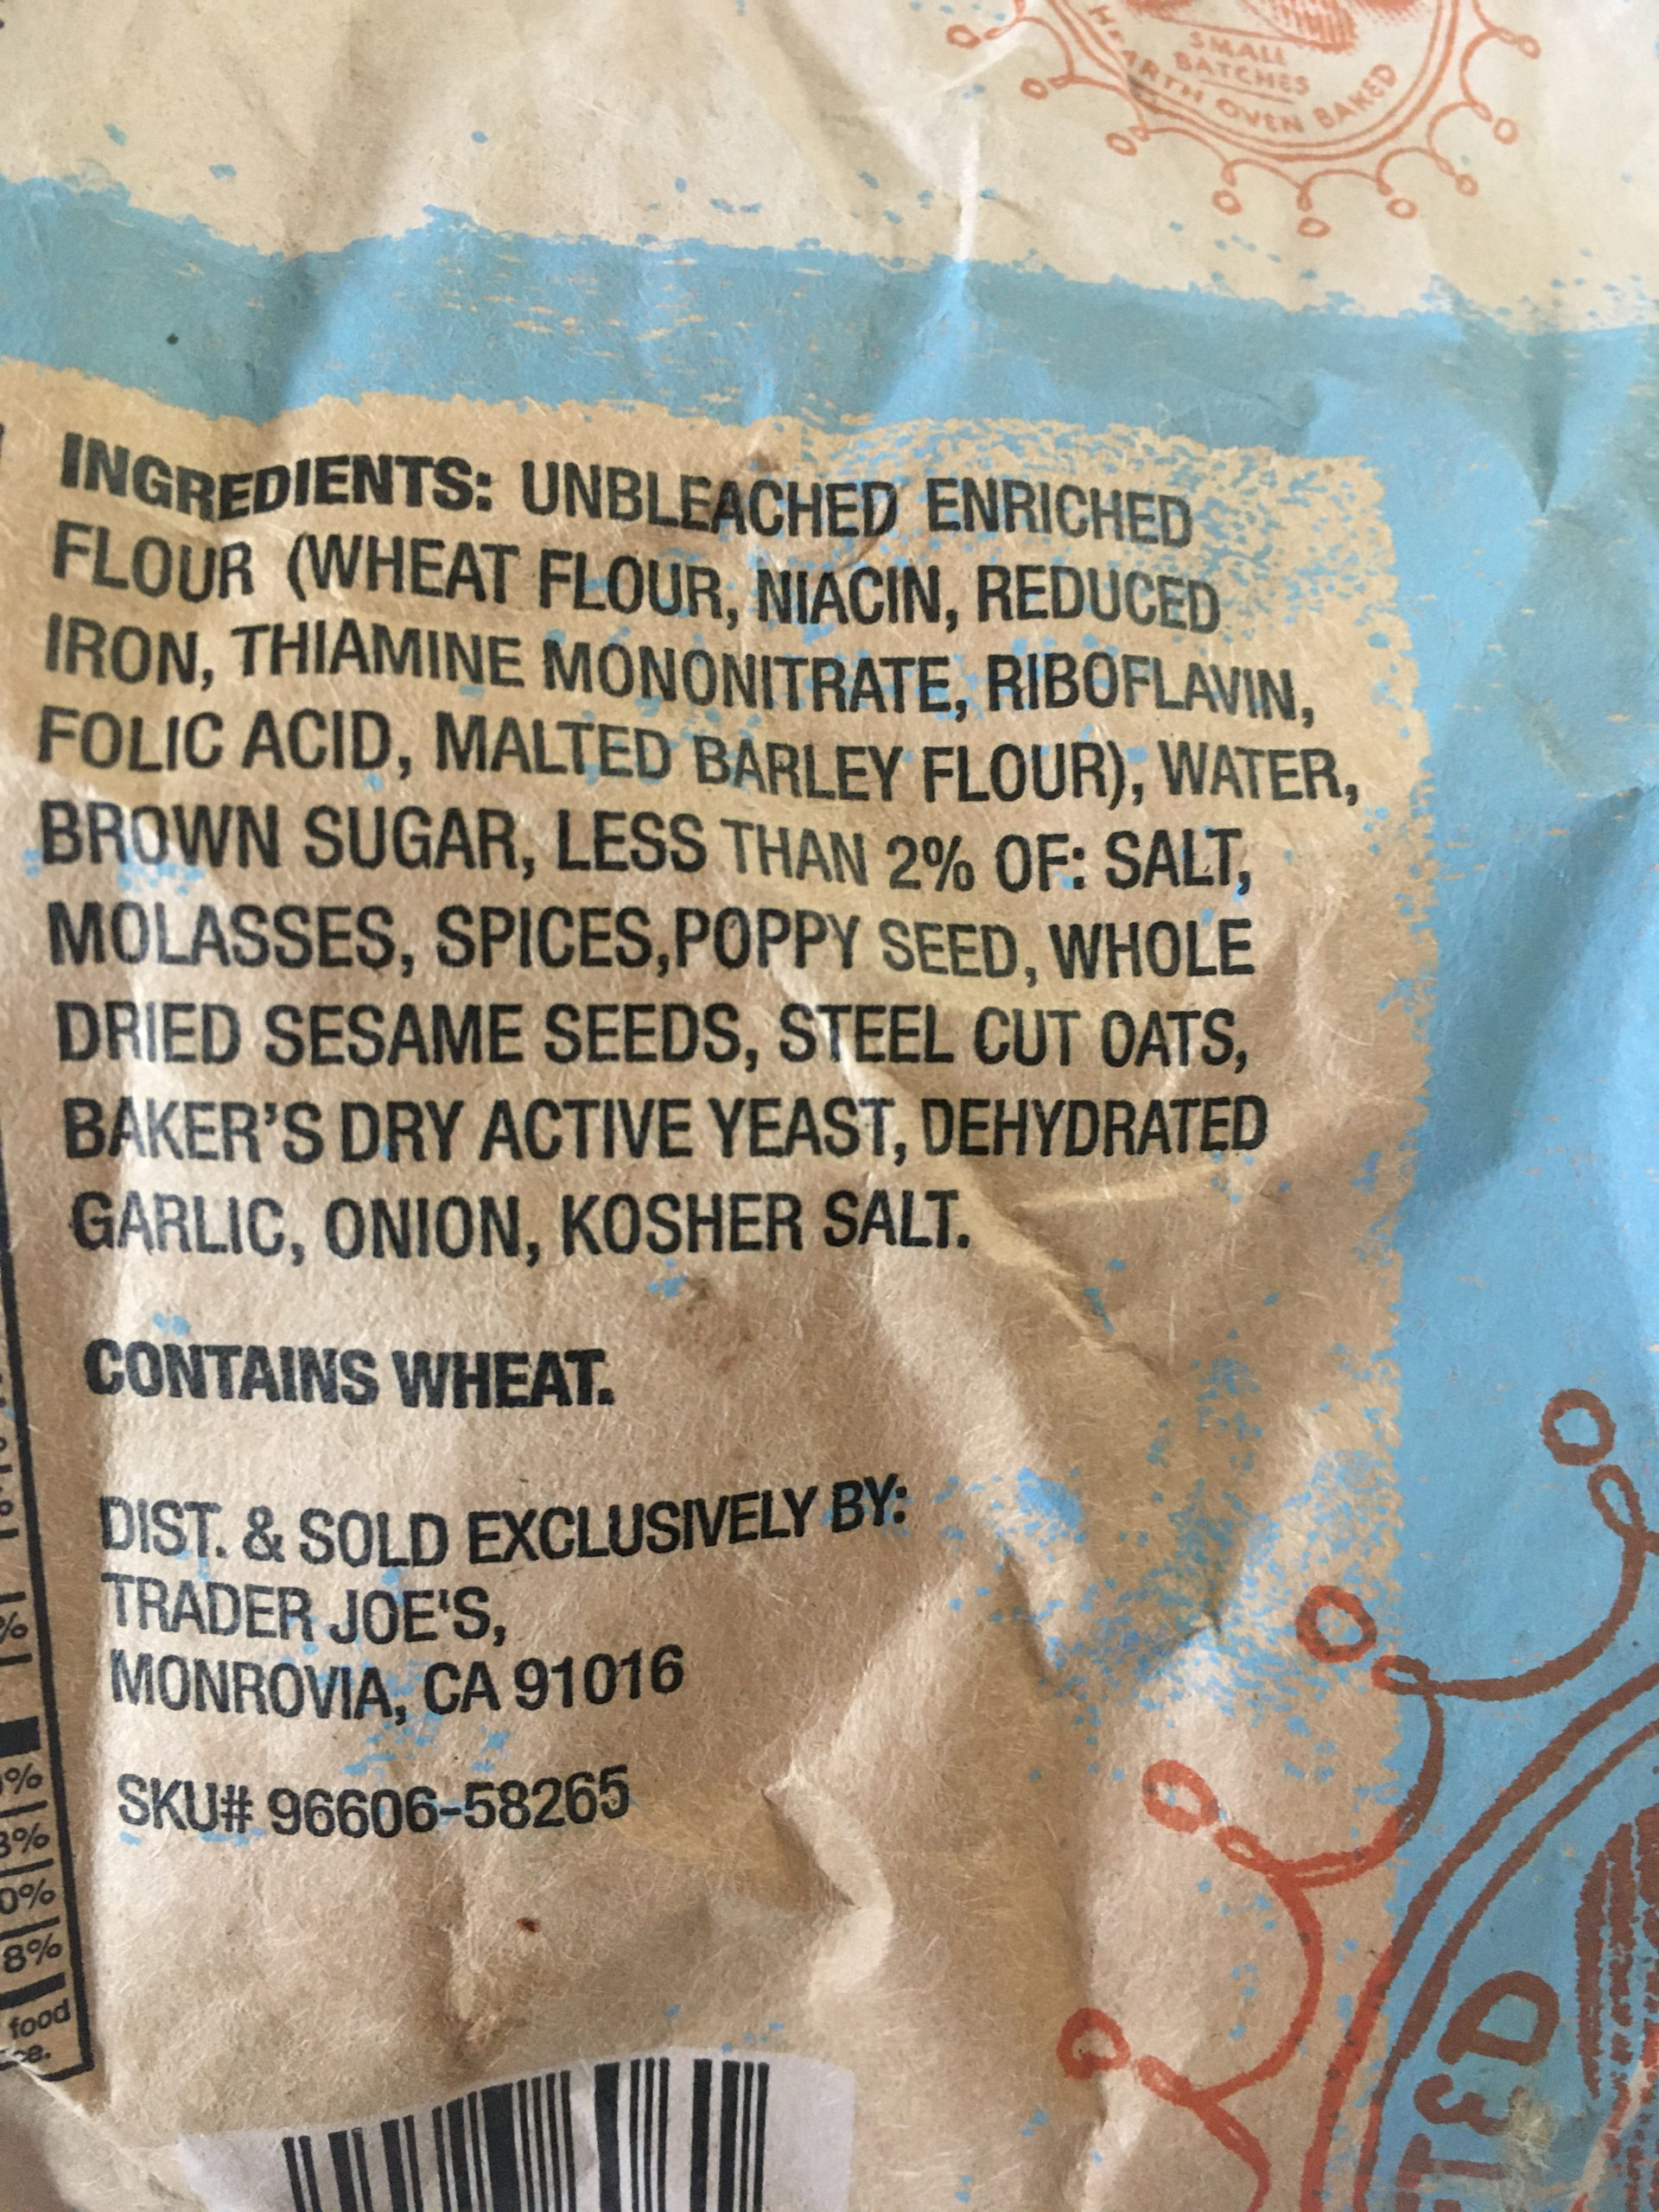 SMALL
BATCHES
HEARTH OVEN BAKED
INGREDIENTS: UNBLEACHED ENRICHED
FLOUR (WHEAT FLOUR, NIACIN, REDUCED
IRON, THIAMINE MONONITRATE, RIBOFLAVIN,
FOLIC ACID, MALTED BARLEY FLOUR), WATER,
BROWN SUGAR, LESS THAN 2% OF: SALT,
MOLASSES, SPICES,POPPY SEED, WHOLE
DRIED SESAME SEEDS, STEEL CUT OATS,
BAKER'S DRY ACTIVE YEAST, DEHYDRATED
GARLIC, ONION, KOSHER SALT.
CONTAINS WHEAT.
DIST. & SOLD EXCLUSIVELY BY:
TRADER JOE'S,
MONROVIA, CA 91016
SKU# 96606-58265
8%
food